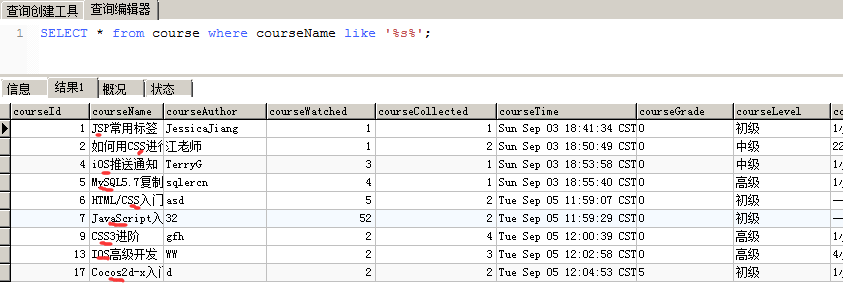 查询创建工具 查询编辑器
1 SELECT * from course where courseName like '%s%';
信息 结果1 概况 状态
courseId courseName courseAuthor courseWatched courseCollected courseTime courseGrade courseLevel co
1 JSP常用标签 JessicaJiang 1 1 Sun Sep 03 18:41:34 CST 0 初级 1小
2 如何用CSS进行 江老师 1 2 Sun Sep 03 18:50:49 CST 0 中级 22
4 iOS推送通知 TerryG 3 1 Sun Sep 03 18:53:58 CST 0 高级 1小
5 MySQL5.7复制 sqlercn 4 1 Sun Sep 03 18:55:40 CST 0 高级 1小
6 HTML/CSS入门 asd 5 2 Tue Sep 05 11:59:07 CST 0 初级 一
7 JavaScript入 32 52 2 Tue Sep 05 11:59:29 CST 0 初级 一
9 CSS3进阶 gfh 2 4 Tue Sep 05 12:00:39 CST 0 高级 1小
13 IOS高级开发 WW 2 3 Tue Sep 05 12:02:58 CST 0 高级 4小
17 Cocos2d-x入门 d 2 2 Tue Sep 05 12:04:53 CST 5 初级 1小